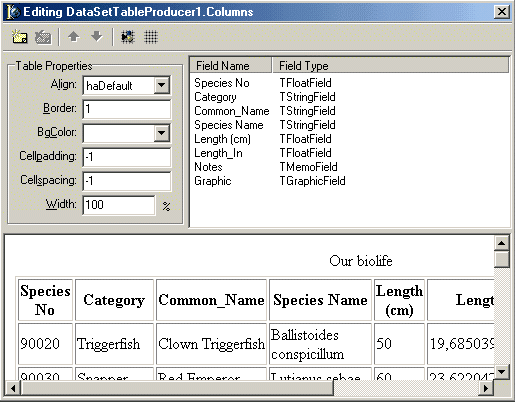 Editing DataSetTableProducer1.Columns
Table Properties
Align: haDefault
Border: 1
BgColor:
Cellpadding: -1
Cellspacing: -1
Width: 100 %
Field Name Field Type
Species No TFloatField
Category TStringField
Common_Name TStringField
Species Name TStringField
Length (cm) TFloatField
Length_In TFloatField
Notes TMemoField
Graphic TGraphicField
Our biolife
Species No Category Common_Name Species Name Length (cm) Lengt
90020 Triggerfish Clown Triggerfish Ballistoides conspicillum 50 19,685039
90030 Snapper Red Emperor Lutjanus sebae 60 23,622047